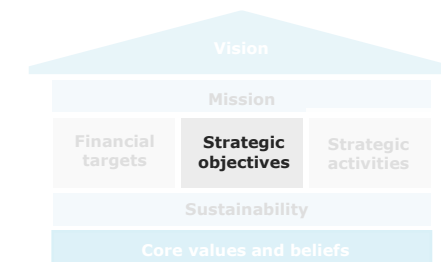 Vision
Mission
Financial
targets
Strategic
objectives
Strategic
activities
Sustainability
Core values and beliefs